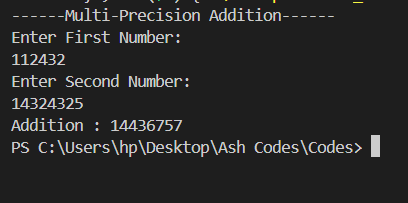 ------Multi-Precision Addition------
Enter First Number:
112432
Enter Second Number:
14324325
Addition : 14436757
PS C:\Users\hp\Desktop\Ash Codes\Codes>